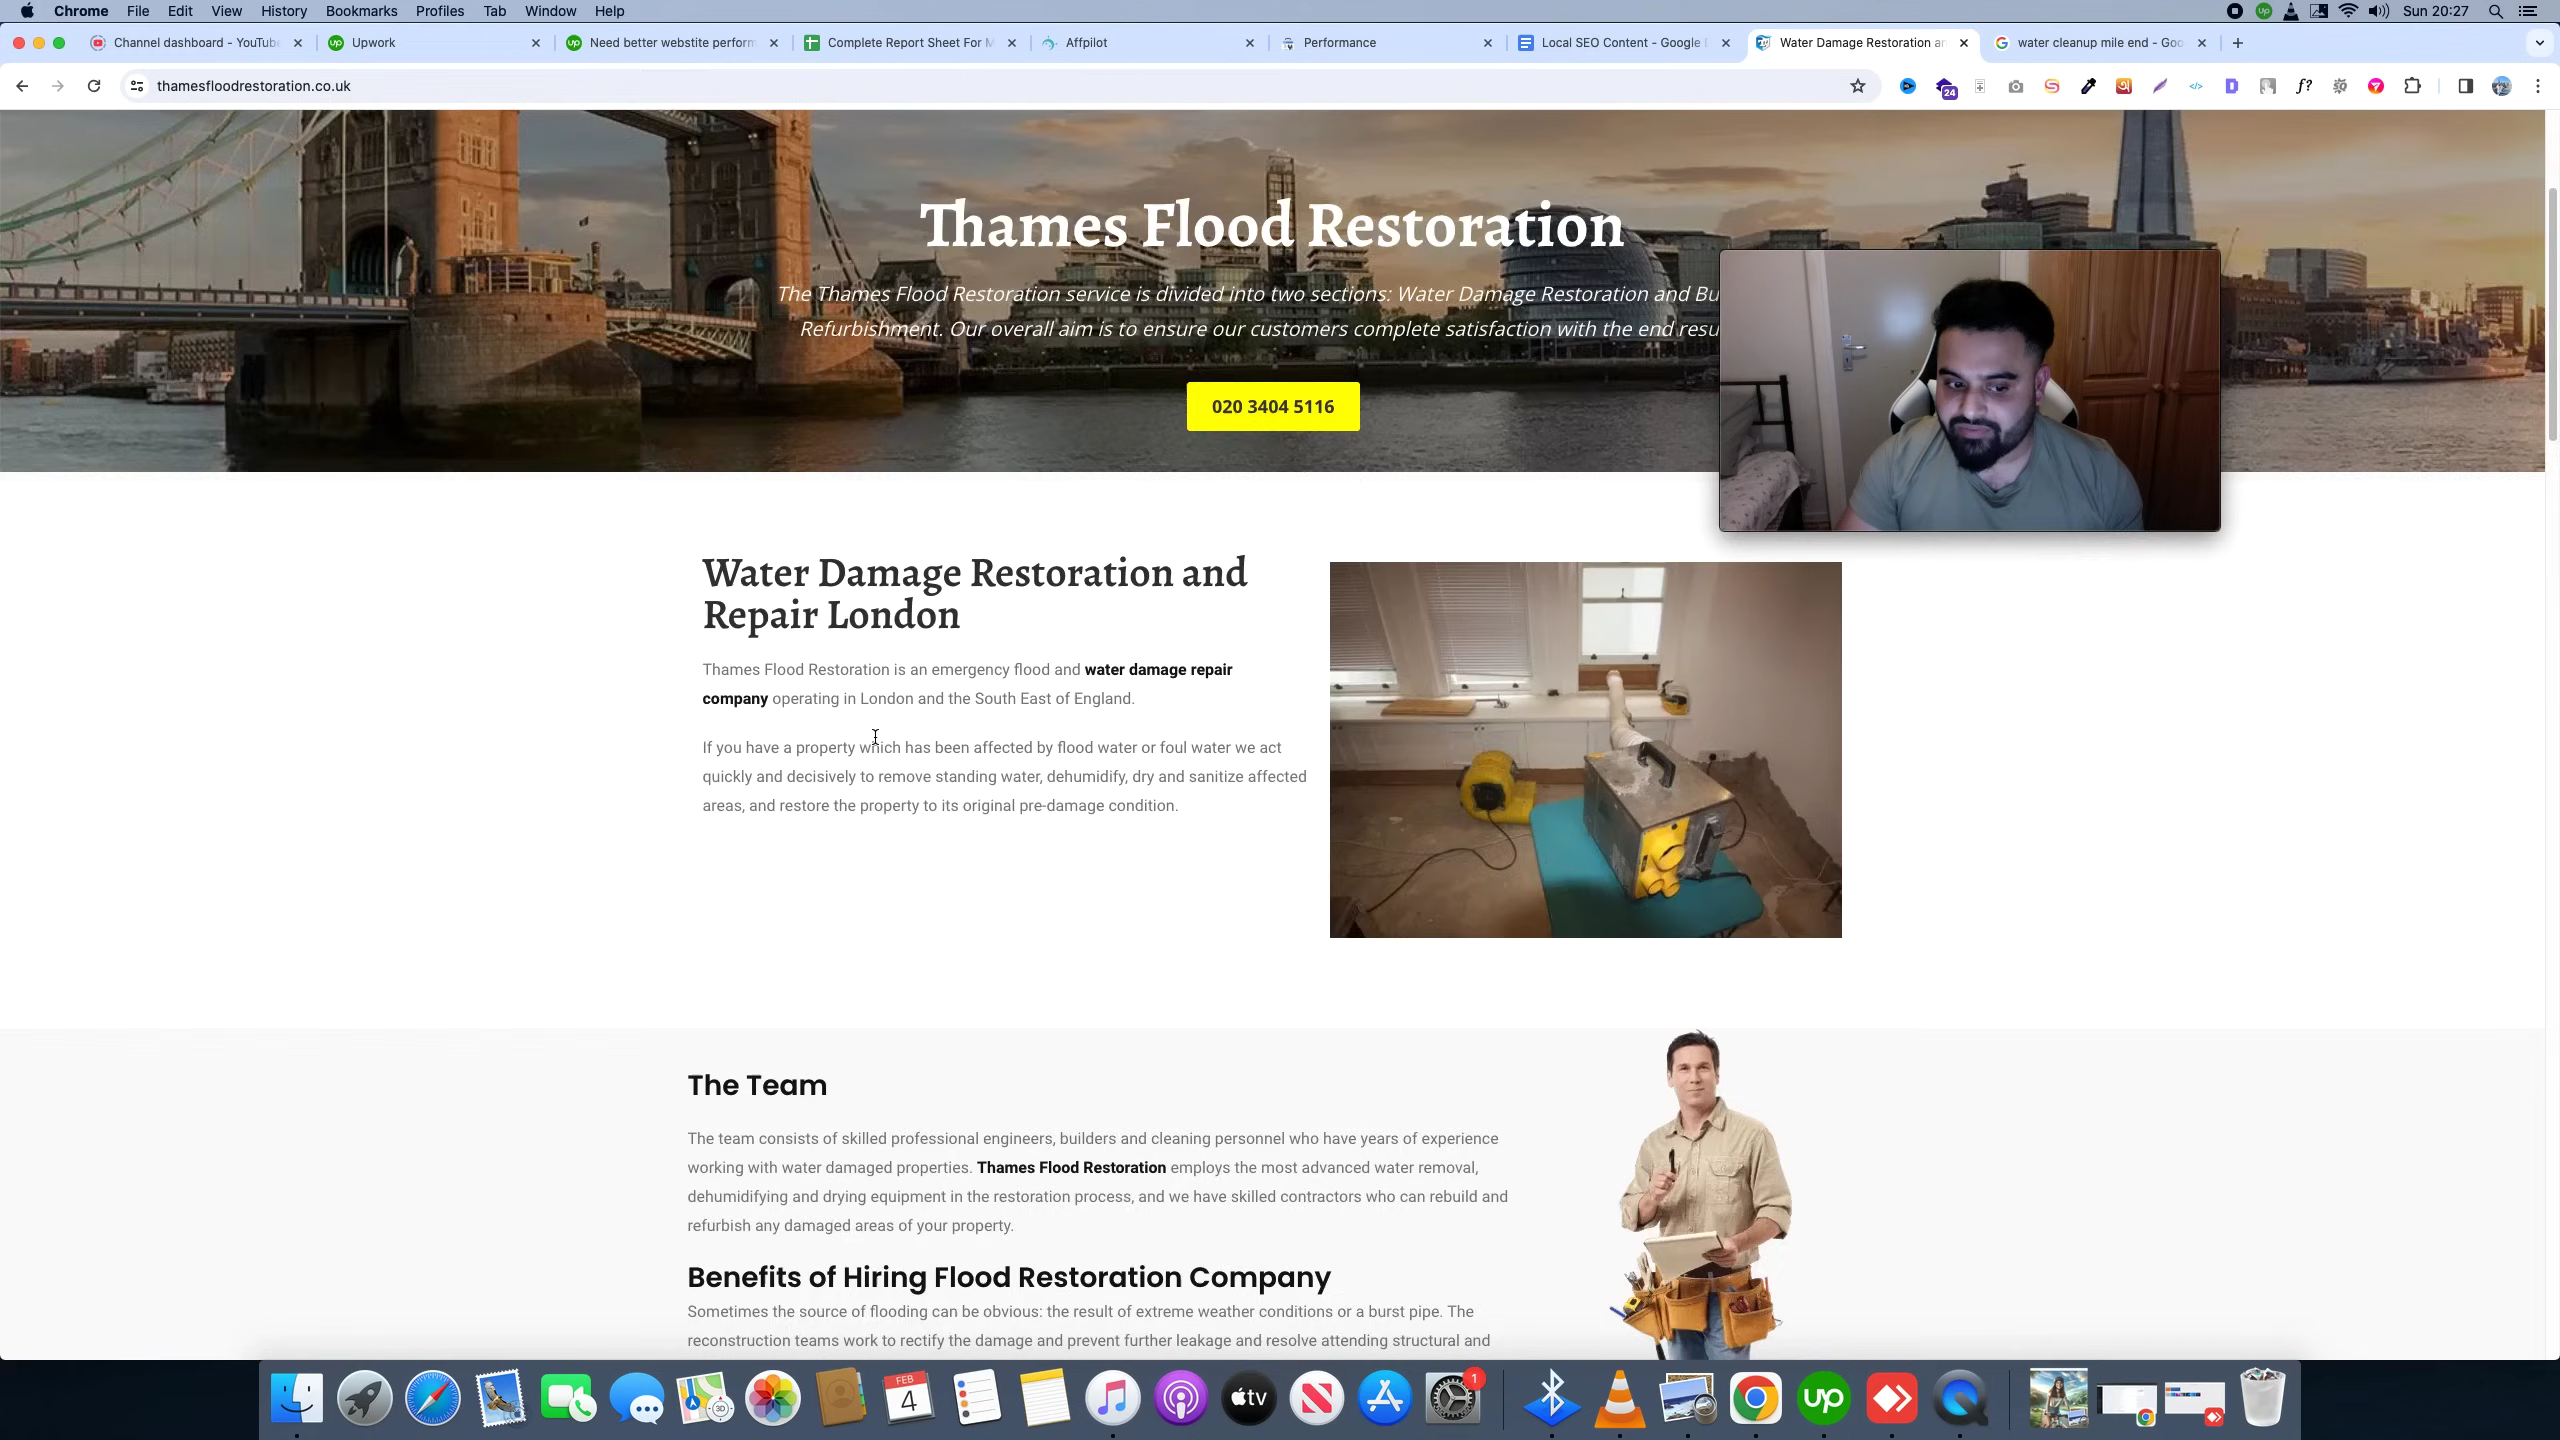 Chrome File Edit View History Bookmarks Profiles Tab Window Help Sun 20:27
Channel dashboard - YouTube Upwork Need better webstite perform Complete Report Sheet For M Affpilot Performance Local SEO Content - Google Water Damage Restoration an water cleanup mile end - Goo
thamesfloodrestoration.co.uk
24
Thames Flood Restoration
The Thames Flood Restoration service is divided into two sections: Water Damage Restoration and Bu
Refurbishment. Our overall aim is to ensure our customers complete satisfaction with the end resu
020 3404 5116
Water Damage Restoration and
Repair London
Thames Flood Restoration is an emergency flood and water damage repair
company operating in London and the South East of England.
If you have a property which has been affected by flood water or foul water we act
quickly and decisively to remove standing water, dehumidify, dry and sanitize affected
areas, and restore the property to its original pre-damage condition.
The Team
The team consists of skilled professional engineers, builders and cleaning personnel who have years of experience
working with water damaged properties. Thames Flood Restoration employs the most advanced water removal,
dehumidifying and drying equipment in the restoration process, and we have skilled contractors who can rebuild and
refurbish any damaged areas of your property.
Benefits of Hiring Flood Restoration Company
Sometimes the source of flooding can be obvious: the result of extreme weather conditions or a burst pipe. The
reconstruction teams work to rectify the damage and prevent further leakage and resolve attending structural and
FEB
4
3D
tv
1
up